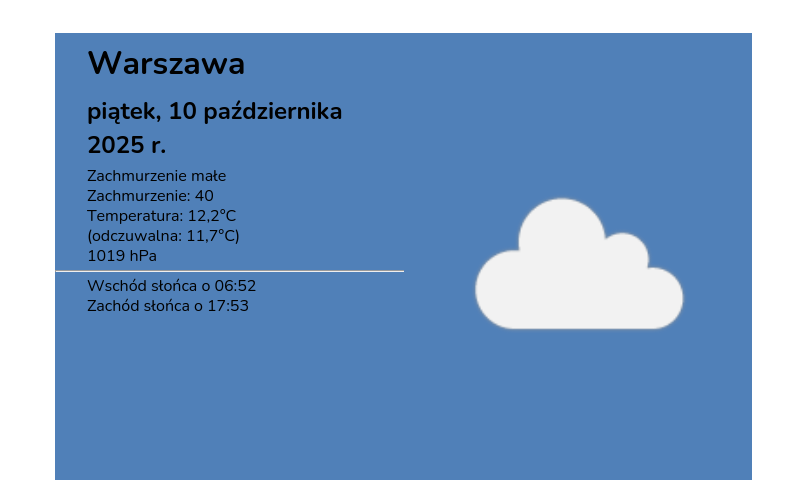 Warszawa
piątek, 10 października
2025 r.
Zachmurzenie małe
Zachmurzenie: 40
Temperatura: 12,2°C
(odczuwalna: 11,7°C)
1019 hPa
Wschód słońca o 06:52
Zachód słońca o 17:53